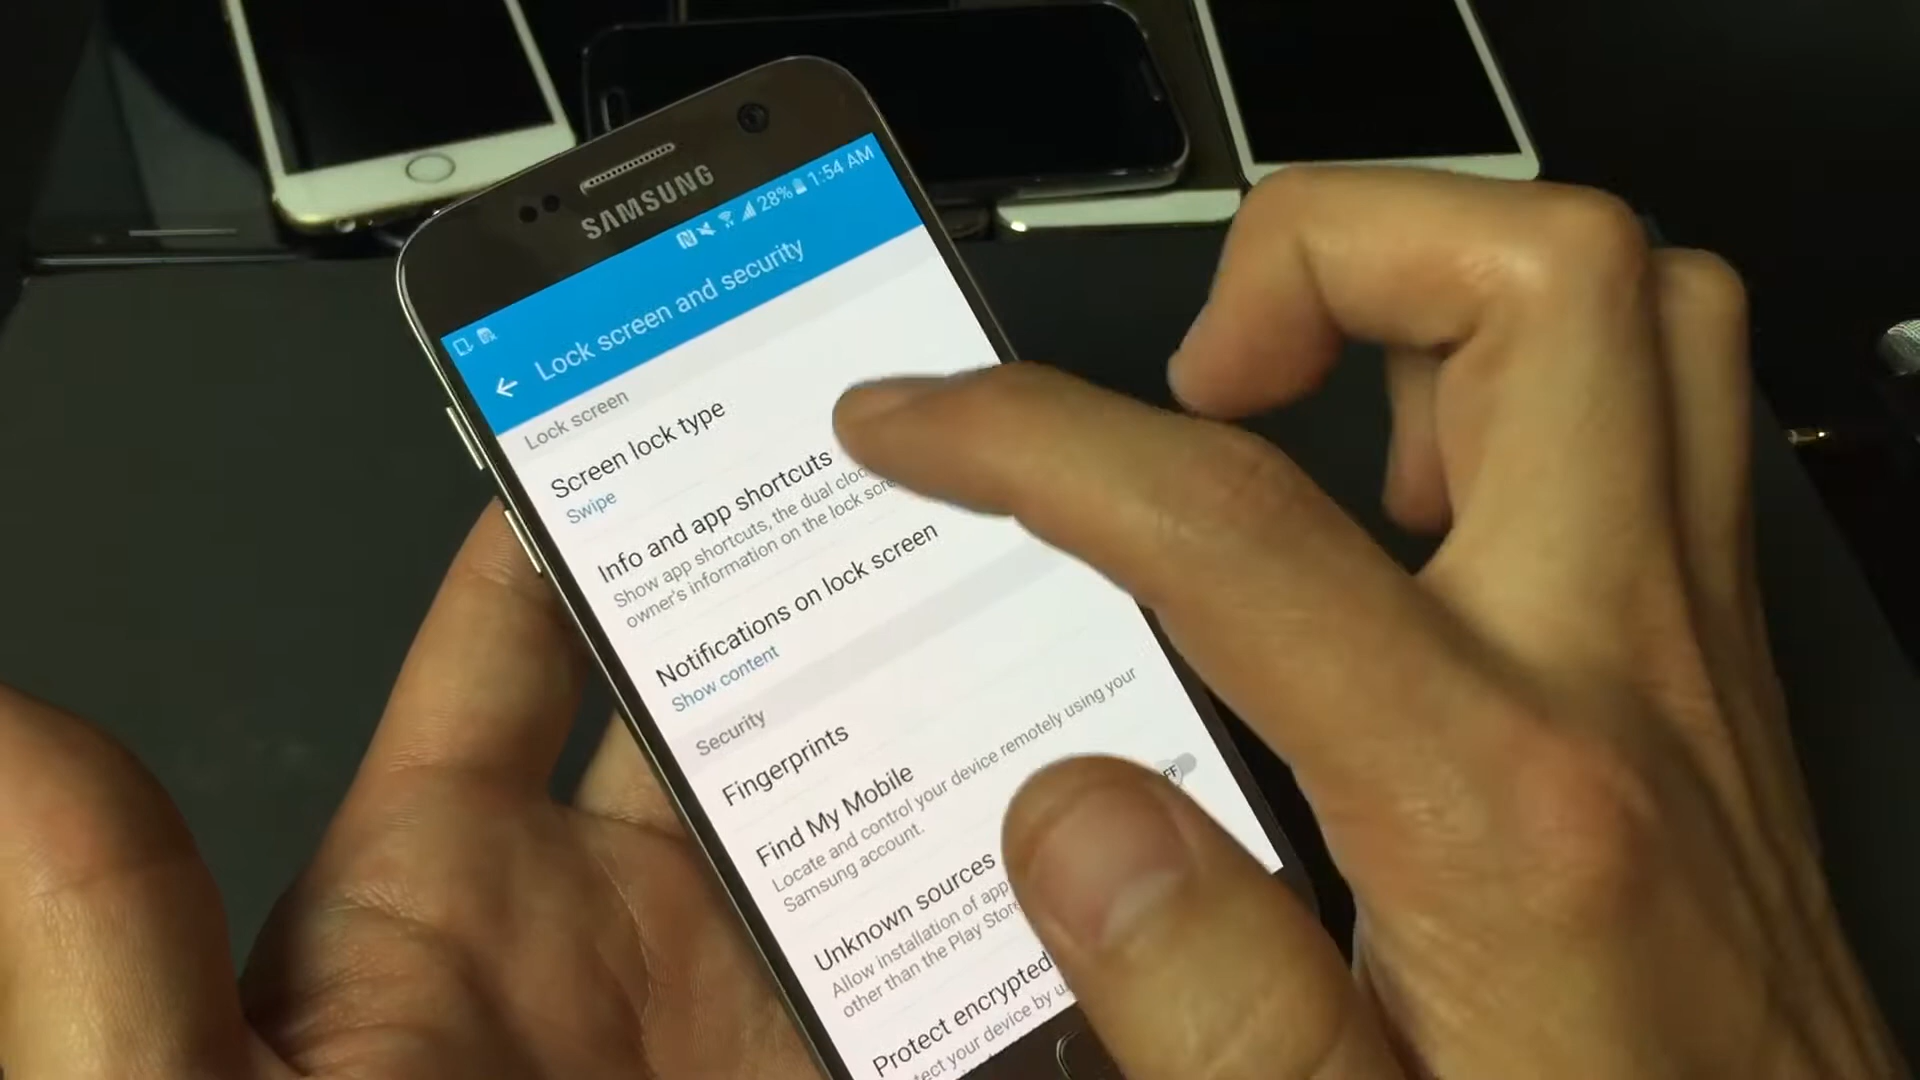 SAMSUNG
28% 1:54 AM
Lock screen and security
Lock screen
Screen lock type
Swipe
Info and app shortcuts
Show app shortcuts, the dual
owner's information on the lock
Notifications on lock screen
Show content
Security
Fingerprints
Find My Mobile
Locate and control your device remotely using your
Samsung account.
Unknown sources
Allow installation of
other than the Play
Protect encrypted
your device by